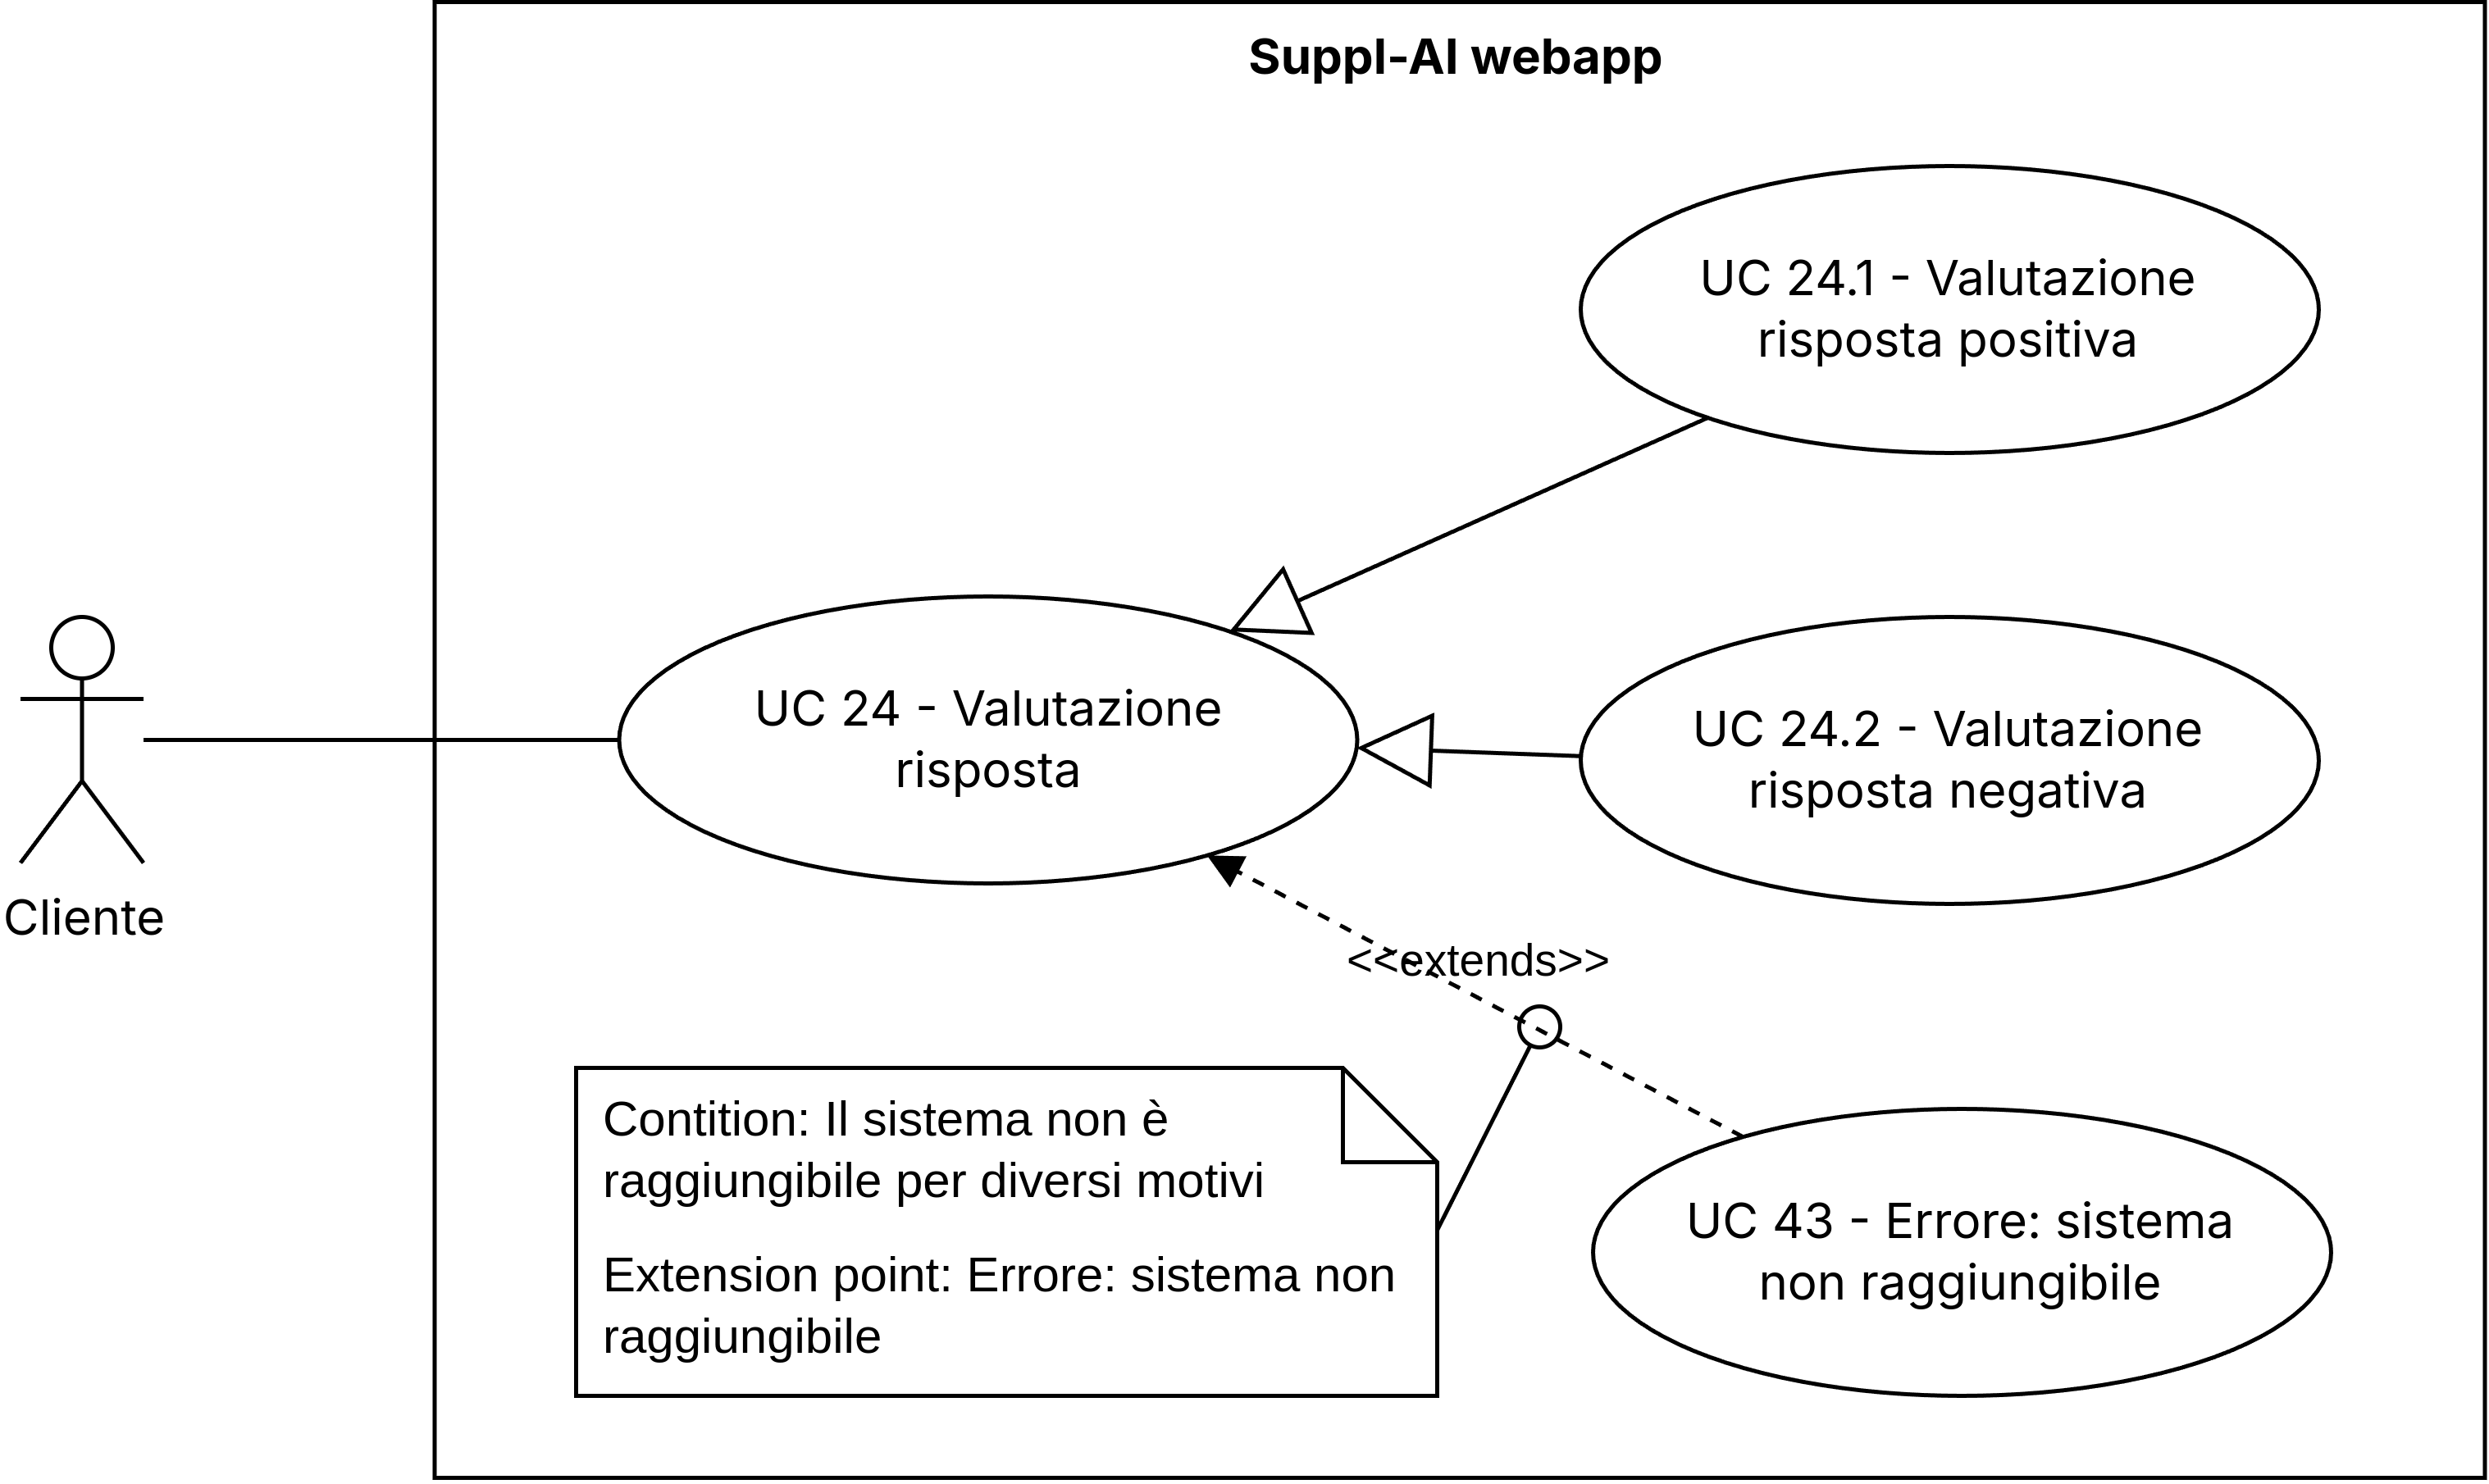 Suppl-AI webapp
UC 24.1 - Valutazione
risposta positiva
UC 24 - Valutazione
risposta
UC 24.2 - Valutazione
risposta negativa
Cliente
<<extends>>
Contition: Il sistema non è
raggiungibile per diversi motivi
Extension point: Errore: sistema non
raggiungibile
UC 43 - Errore: sistema
non raggiungibile